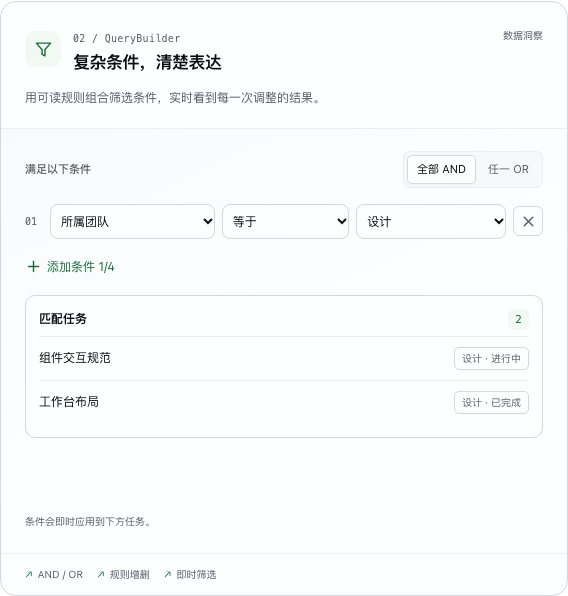 02 / QueryBuilder
数据洞察
复杂条件，清楚表达
用可读规则组合筛选条件，实时看到每一次调整的结果。
满足以下条件
全部 AND
任一 OR
01
所属团队
等于
设计
添加条件 1/4
匹配任务
2
组件交互规范
设计 · 进行中
工作台布局
设计 · 已完成
条件会即时应用到下方任务。
AND / OR
规则增删
即时筛选